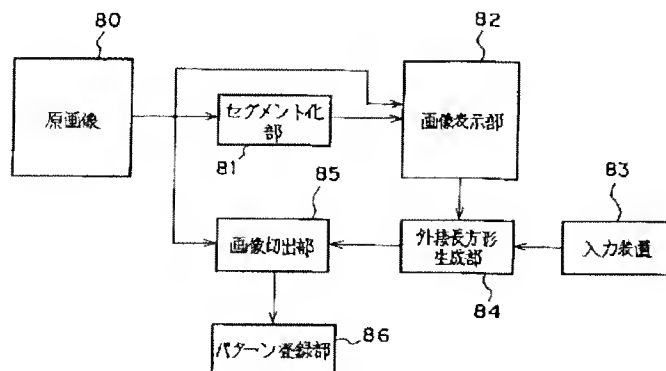 80
原画像
セグメント化
部
81
82
画像表示部
83
入力装置
外接長方形
生成部
84
85
画像切出部
86
パターン登録部